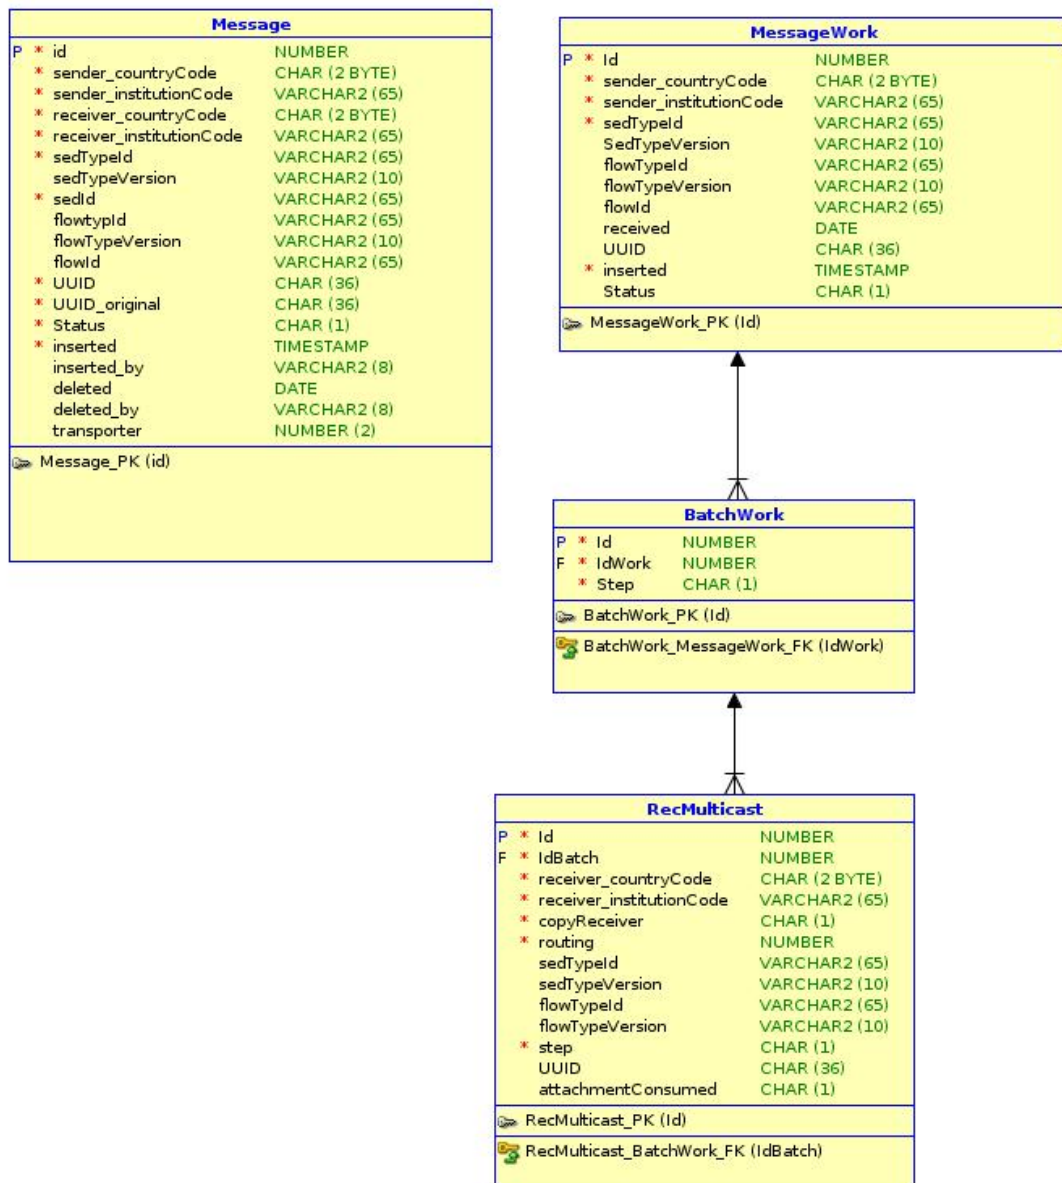 Message
P * id NUMBER
* sender_countryCode CHAR (2 BYTE)
* sender_institutionCode VARCHAR2 (65)
* receiver_countryCode CHAR (2 BYTE)
* receiver_institutionCode VARCHAR2 (65)
* sedTypeId VARCHAR2 (65)
sedTypeVersion VARCHAR2 (10)
* sedId VARCHAR2 (65)
flowtypId VARCHAR2 (65)
flowTypeVersion VARCHAR2 (10)
flowId VARCHAR2 (65)
* UUID CHAR (36)
* UUID_original CHAR (36)
* Status CHAR (1)
* inserted TIMESTAMP
inserted_by VARCHAR2 (8)
deleted DATE
deleted_by VARCHAR2 (8)
transporter NUMBER (2)
Message_PK (id)
MessageWork
P * Id NUMBER
* sender_countryCode CHAR (2 BYTE)
* sender_institutionCode VARCHAR2 (65)
* sedTypeId VARCHAR2 (65)
SedTypeVersion VARCHAR2 (10)
flowTypeId VARCHAR2 (65)
flowTypeVersion VARCHAR2 (10)
flowId VARCHAR2 (65)
received DATE
UUID CHAR (36)
* inserted TIMESTAMP
Status CHAR (1)
MessageWork_PK (Id)
BatchWork
P * Id NUMBER
F * IdWork NUMBER
* Step CHAR (1)
BatchWork_PK (Id)
BatchWork_MessageWork_FK (IdWork)
RecMulticast
P * Id NUMBER
F * IdBatch NUMBER
* receiver_countryCode CHAR (2 BYTE)
* receiver_institutionCode VARCHAR2 (65)
* copyReceiver CHAR (1)
* routing NUMBER
sedTypeId VARCHAR2 (65)
sedTypeVersion VARCHAR2 (10)
flowTypeId VARCHAR2 (65)
flowTypeVersion VARCHAR2 (10)
* step CHAR (1)
UUID CHAR (36)
attachmentConsumed CHAR (1)
RecMulticast_PK (Id)
RecMulticast_BatchWork_FK (IdBatch)